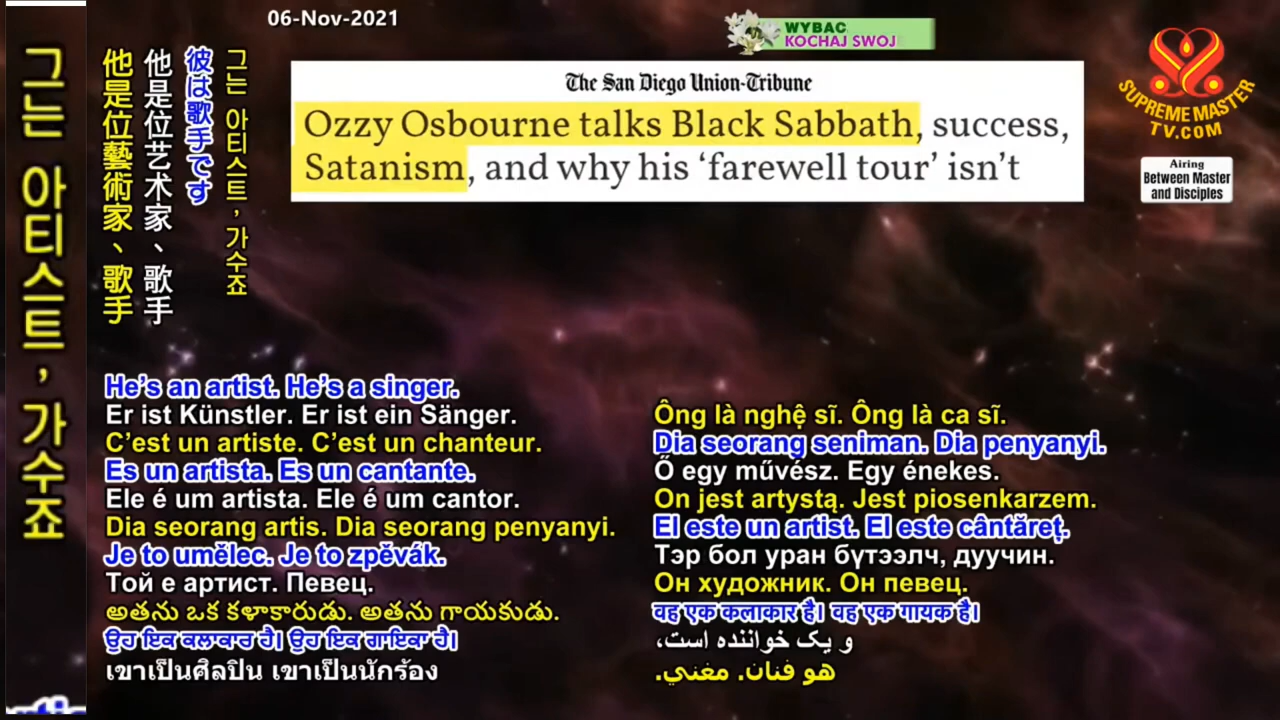 06-Nov-2021
WYBAC
KOCHAJ SWOJ
The San Diego Union-Tribune
Ozzy Osbourne talks Black Sabbath, success,
Satanism, and why his ‘farewell tour’ isn’t
SUPREME MASTER
TV.COM
Airing
Between Master
and Disciples
그는 아티스트, 가수죠
他是位藝術家、歌手
他是位艺术家、歌手
彼は歌手です
그는 아티스트, 가수죠
He’s an artist. He’s a singer.
Er ist Künstler. Er ist ein Sänger.
C’est un artiste. C’est un chanteur.
Es un artista. Es un cantante.
Ele é um artista. Ele é um cantor.
Dia seorang artis. Dia seorang penyanyi.
Je to umělec. Je to zpěvák.
Той е артист. Певец.
అతను ఒక కళాకారుడు. అతను గాయకుడు.
ਉਹ ਇਕ ਕਲਾਕਾਰ ਹੈ। ਉਹ ਇਕ ਗਾਇਕਾ ਹੈ।
เขาเป็นศิลปิน เขาเป็นนักร้อง
Ông là nghệ sĩ. Ông là ca sĩ.
Dia seorang seniman. Dia penyanyi.
Ő egy művész. Egy énekes.
On jest artystą. Jest piosenkarzem.
El este un artist. El este cântăreț.
Тэр бол уран бүтээлч, дуучин.
Он художник. Он певец.
वह एक कलाकार है। वह एक गायक है।
و یک خواننده است،
هو فنان. مغني.